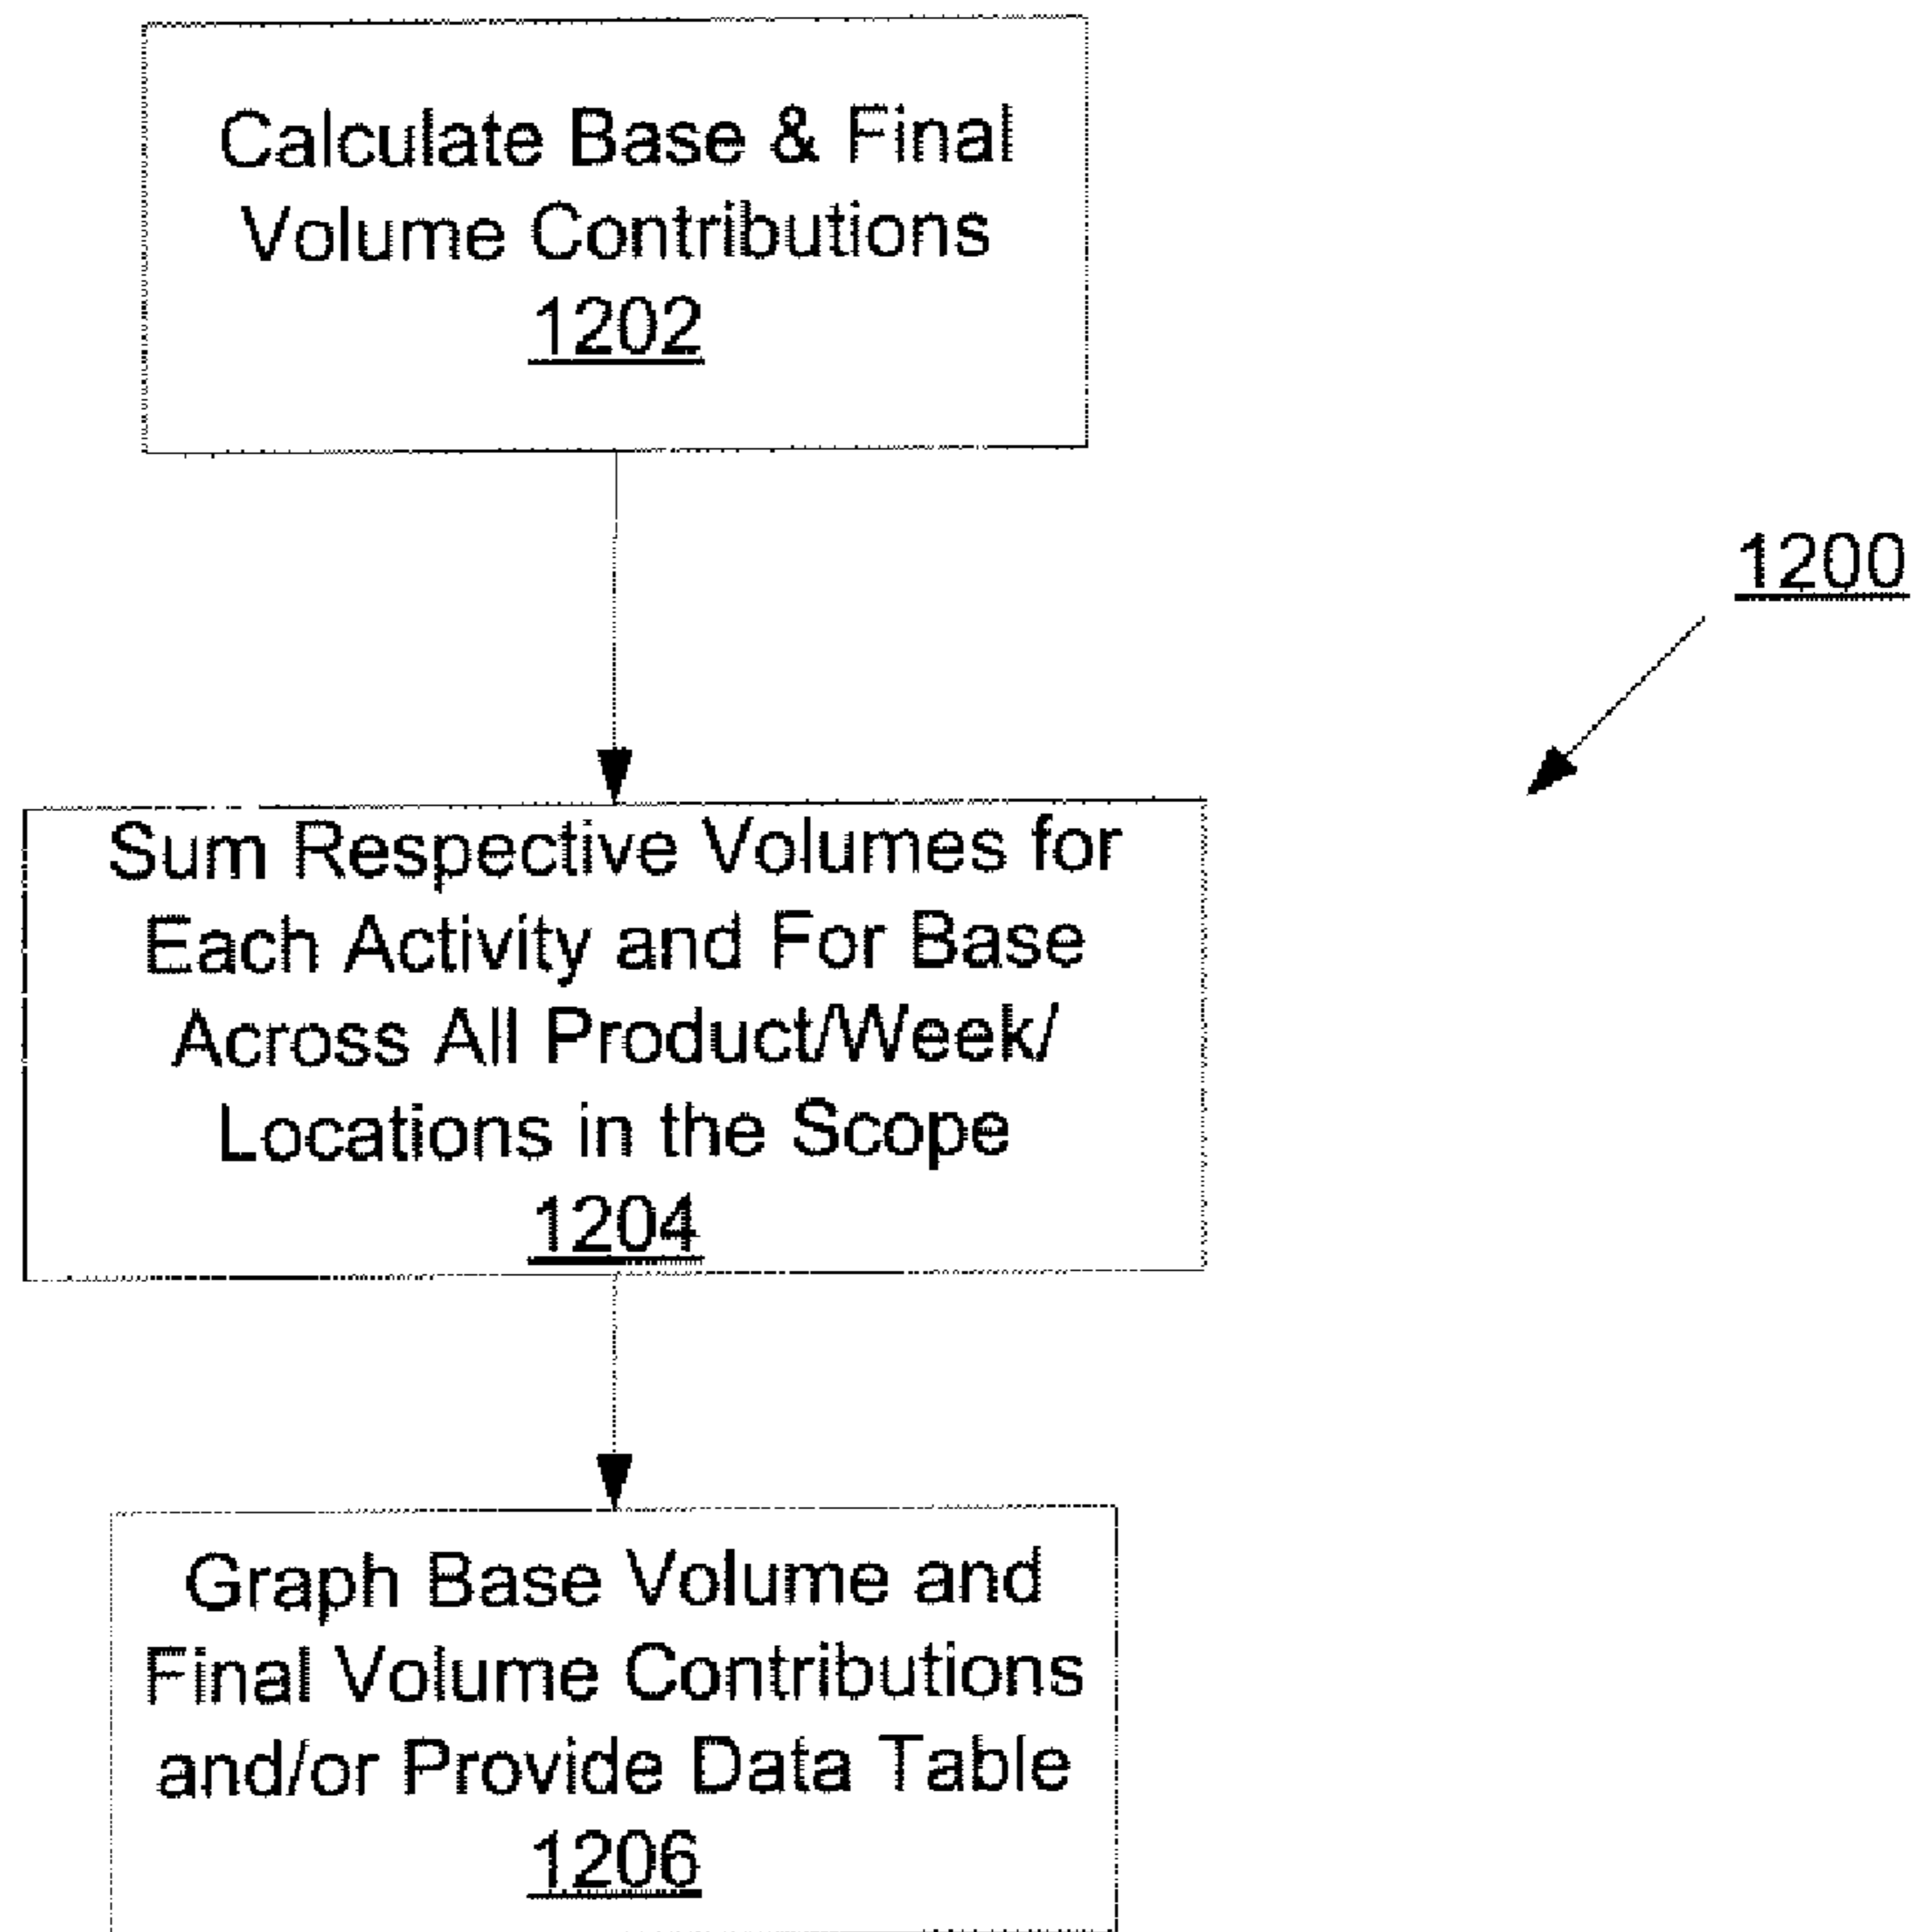 Calculate Base & Final
Volume Contributions
1202
1200
Sum Respective Volumes for
Each Activity and For Base
Across All Product/Week/
Locations in the Scope
1204
Graph Base Volume and
Final Volume Contributions
and/or Provide Data Table
1206